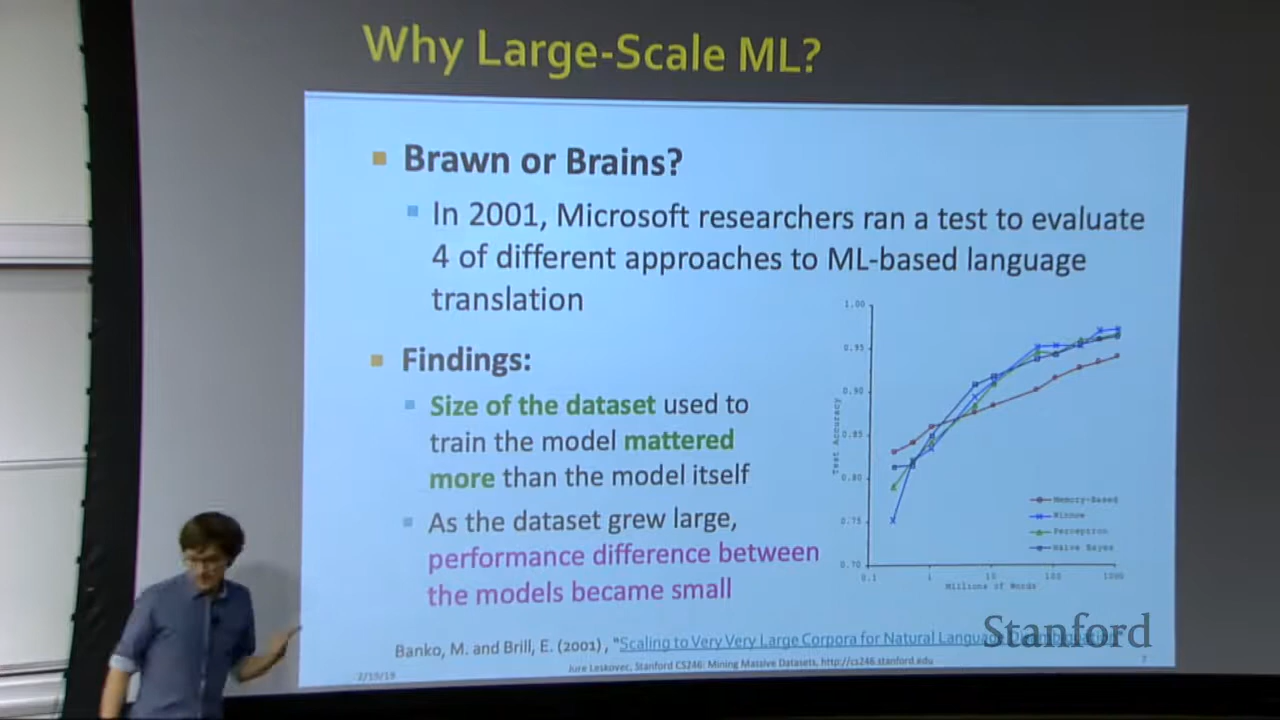 Why Large-Scale ML?
Brawn or Brains?
In 2001, Microsoft researchers ran a test to evaluate
4 of different approaches to ML-based language
translation
Findings:
Size of the dataset used to
train the model mattered
more than the model itself
As the dataset grew large,
performance difference between
the models became small
1.00
0.95
0.90
0.85
0.80
0.75
0.70
Test Accuracy
0.1 1 10 100 1000
Millions of Words
Memory-Based
Winnow
Perceptron
Naive Bayes
Banko, M. and Brill, E. (2001), "Scaling to Very Very Large Corpora for Natural Language
Stanford
Jure Leskovec, Stanford CS246: Mining Massive Datasets, http://cs246.stanford.edu
2/19/19
7